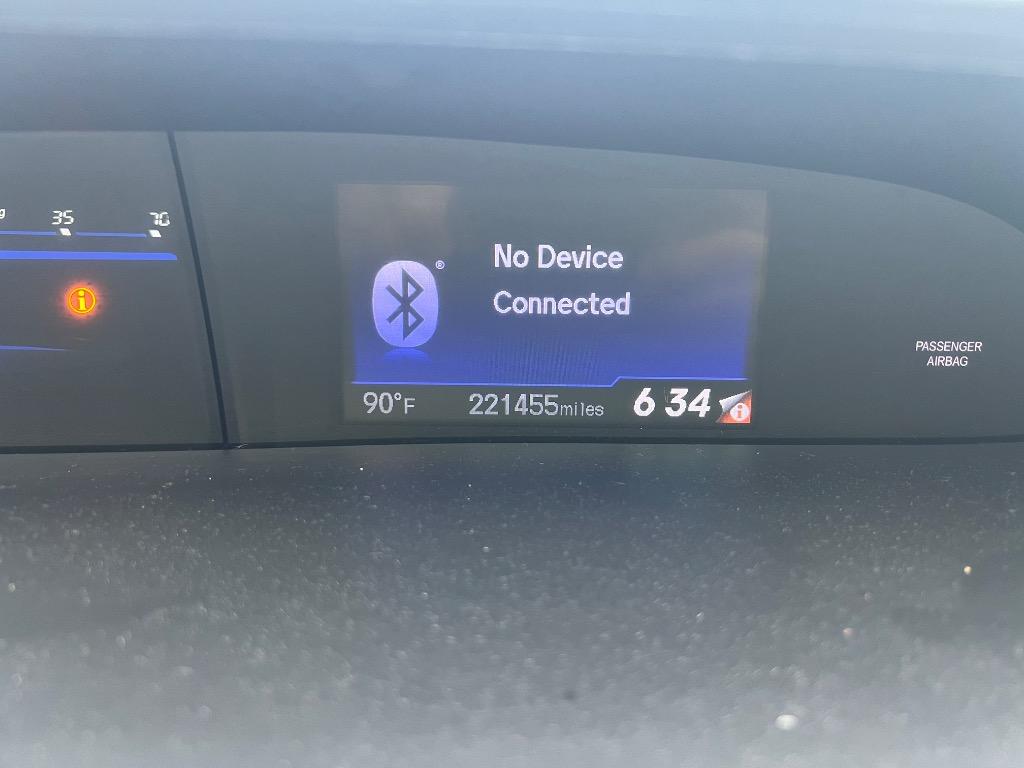 35 70
No Device
Connected
®
90°F 221455miles 6 34
PASSENGER
AIRBAG